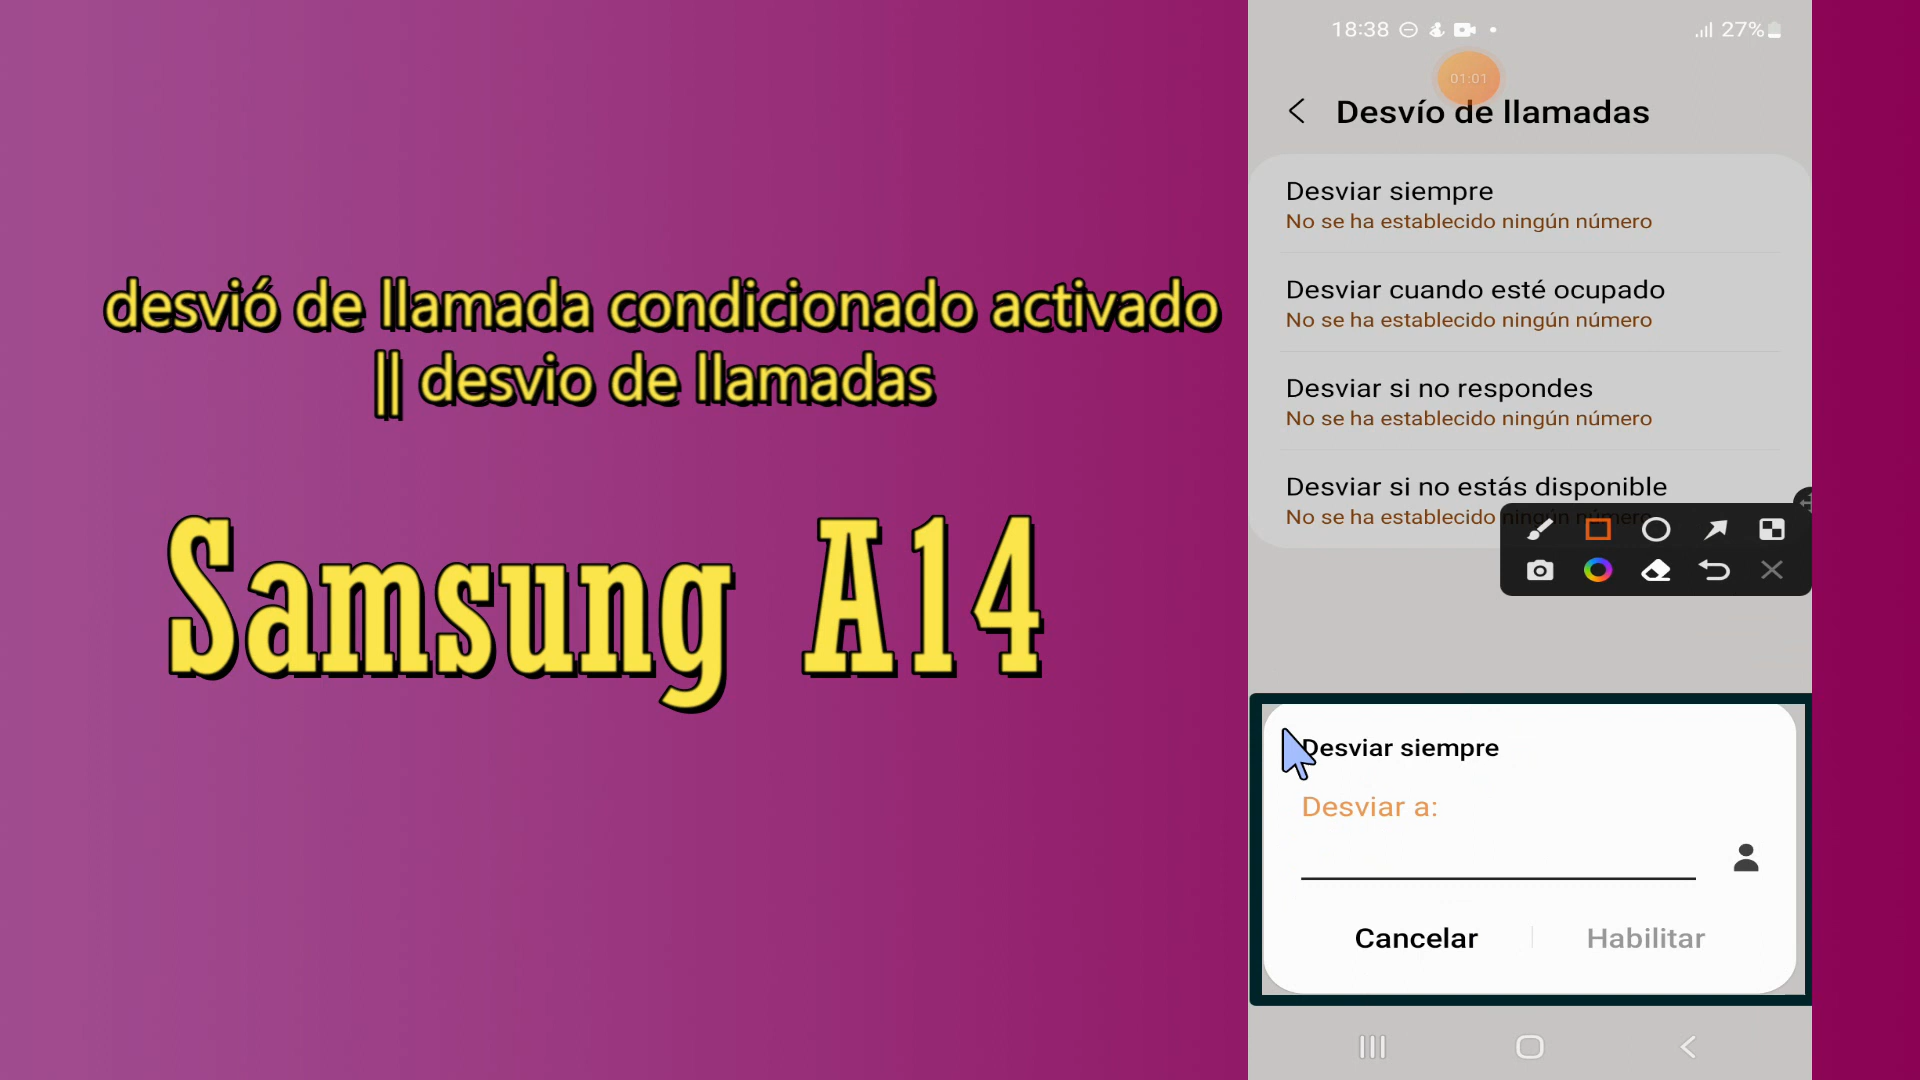 desvió de llamada condicionado activado
|| desvio de llamadas
Samsung A14
18:38
27%
01:01
Desvío de llamadas
Desviar siempre
No se ha establecido ningún número
Desviar cuando esté ocupado
No se ha establecido ningún número
Desviar si no respondes
No se ha establecido ningún número
Desviar si no estás disponible
No se ha establecido ningún número
Desviar siempre
Desviar a:
Cancelar
Habilitar